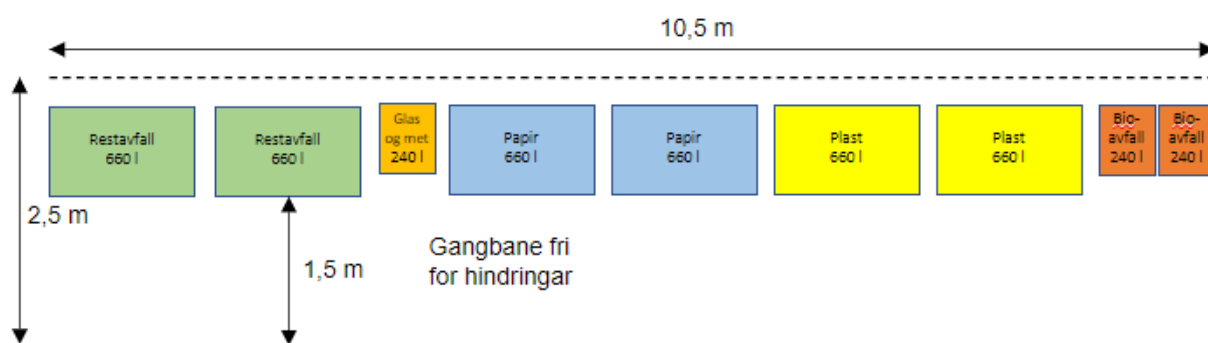 10,5 m
Restavfall
660 l
Restavfall
660 l
Glas
og met
240 l
Papir
660 l
Papir
660 l
Plast
660 l
Plast
660 l
Bio-
avfall
240 l
Bio-
avfall
240 l
2,5 m
1,5 m
Gangbane fri
for hindringar